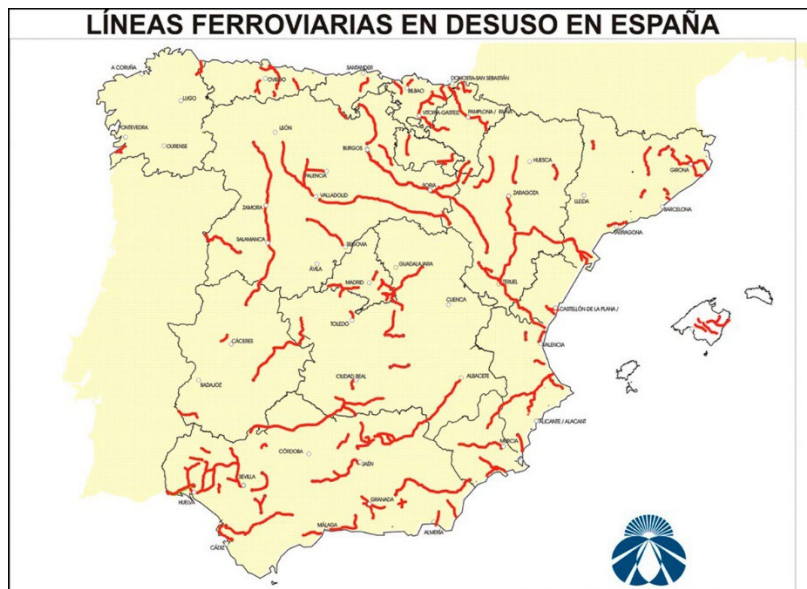 LÍNEAS FERROVIARIAS EN DESUSO EN ESPAÑA
A CORUÑA
LUGO
PONTEVEDRA
OURENSE
OVIEDO
SANTANDER
BILBAO
DONOSTIA-SAN SEBASTIÁN
VITORIA-GASTEIZ
LEÓN
BURGOS
PALENCIA
VALLADOLID
ZAMORA
SALAMANCA
SEGOVIA
ÁVILA
SORIA
HUESCA
ZARAGOZA
LLEIDA
GIRONA
BARCELONA
TARRAGONA
TERUEL
GUADALAJARA
MADRID
CUENCA
TOLEDO
CASTELLÓN DE LA PLANA /
VALENCIA
CÁCERES
BADAJOZ
CIUDAD REAL
ALBACETE
ALICANTE / ALACANT
MURCIA
CÓRDOBA
JAÉN
SEVILLA
HUELVA
GRANADA
MÁLAGA
ALMERÍA
CÁDIZ